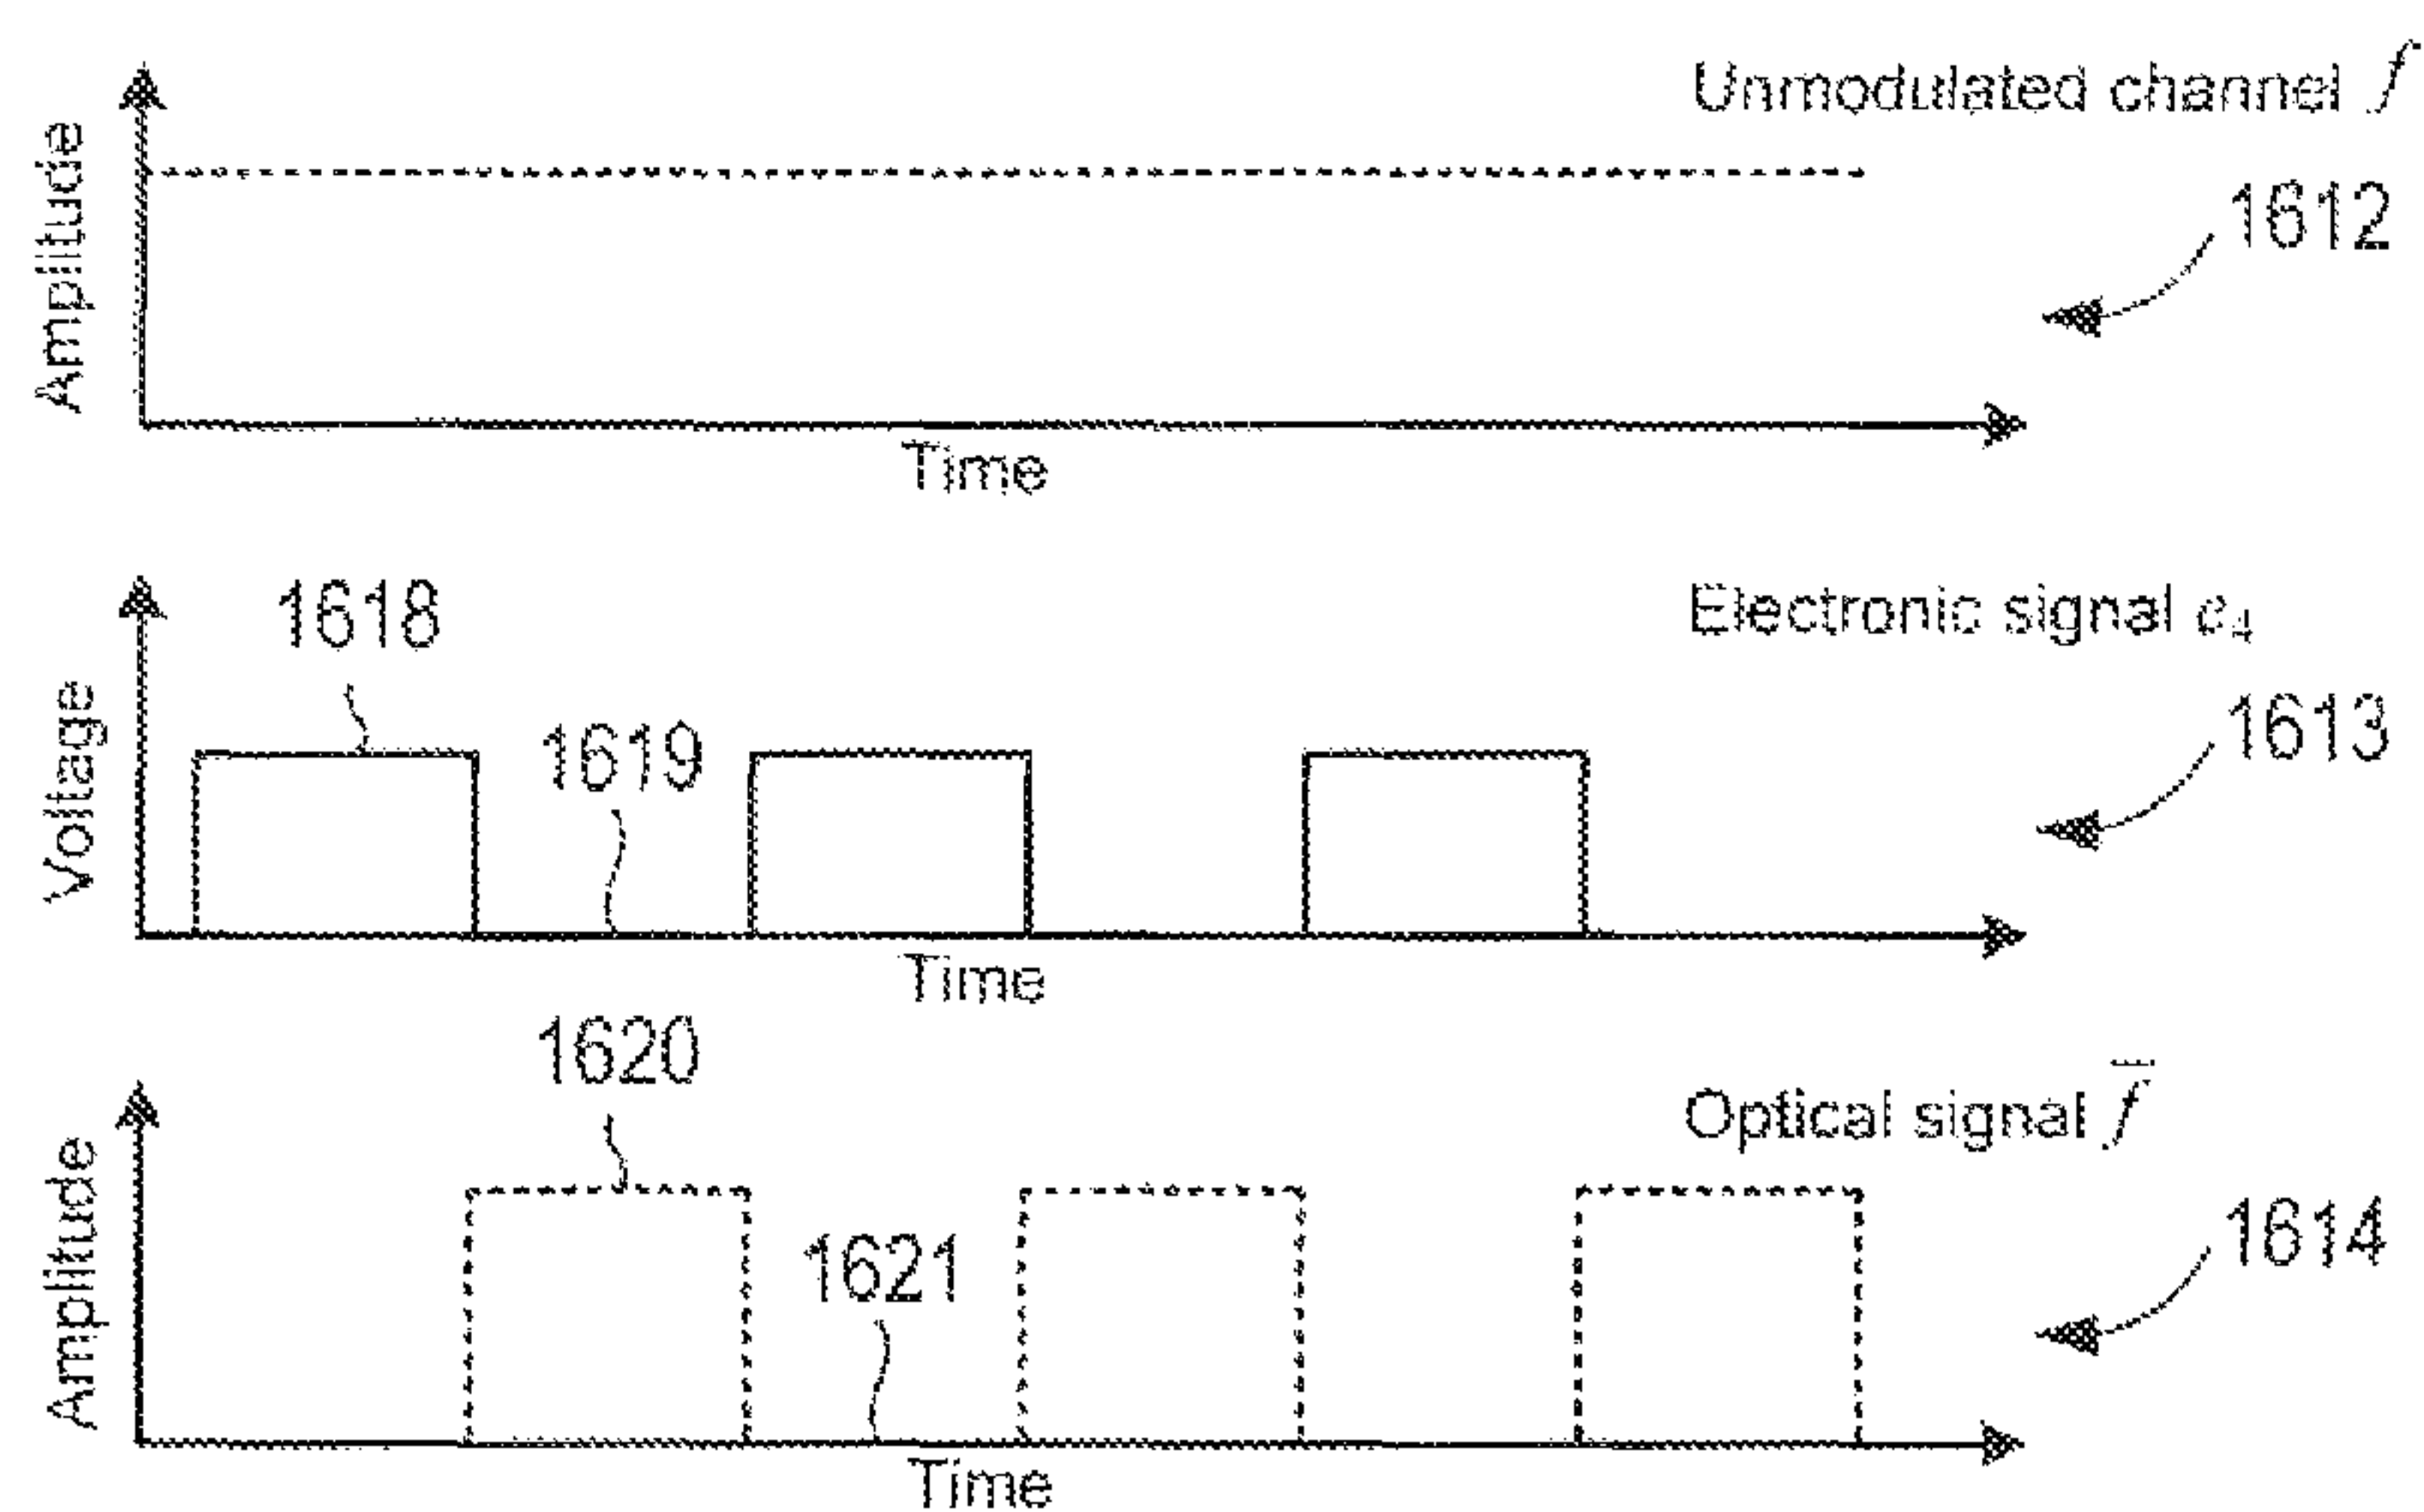 Unmodulated channel f
Amplitude
1612
Time
Electronic signal e4
1618
Voltage
1619
1613
Time
1620
Optical signal f̅
Amplitude
1621
1614
Time